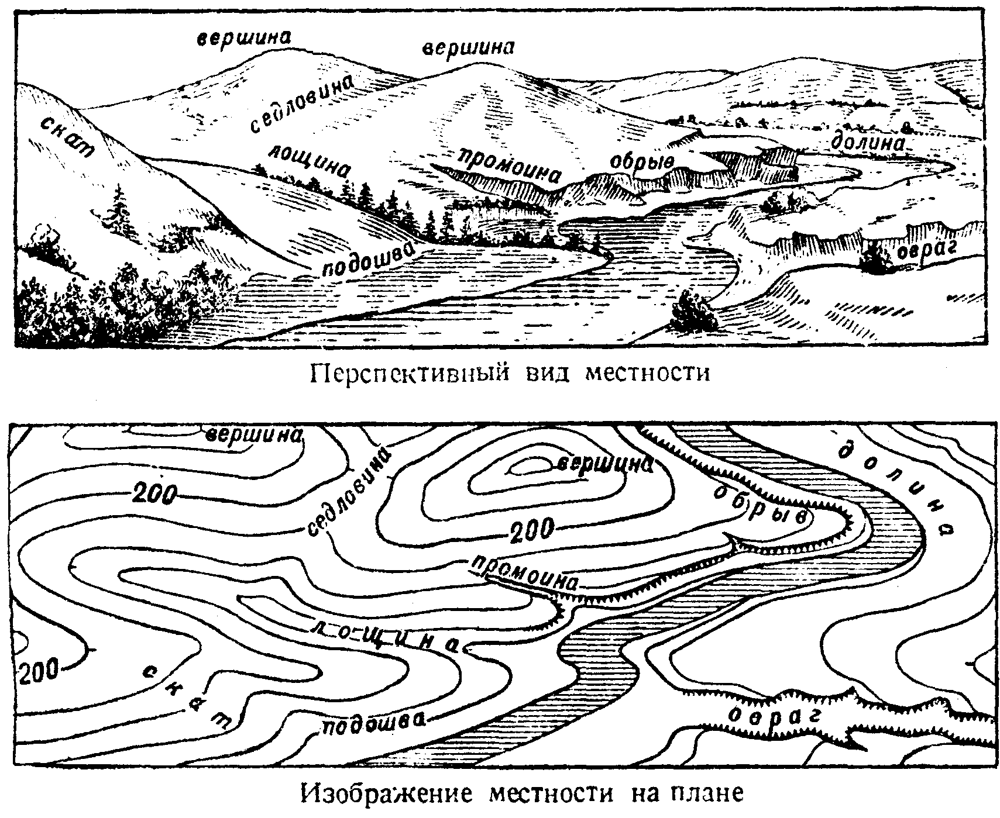 вершина
вершина
седловина
скат
лощина
промоина
обрыв
долина
подошва
овраг
Перспективный вид местности
вершина
долина
седловина
вершина
200
обрыв
200
промоина
лощина
200
скат
подошва
овраг
Изображение местности на плане